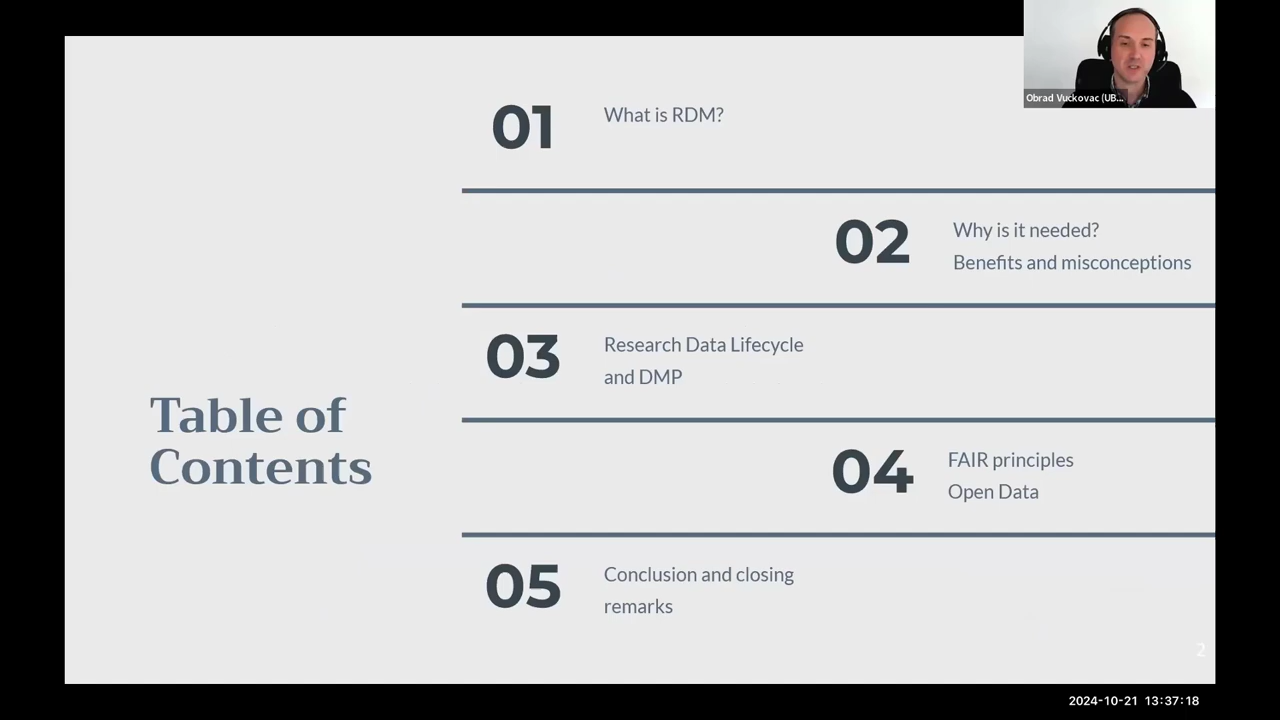 Obrad Vuckovac (UB...
01
What is RDM?
02
Why is it needed?
Benefits and misconceptions
03
Research Data Lifecycle
and DMP
Table of
Contents
04
FAIR principles
Open Data
05
Conclusion and closing
remarks
2
2024-10-21 13:37:18